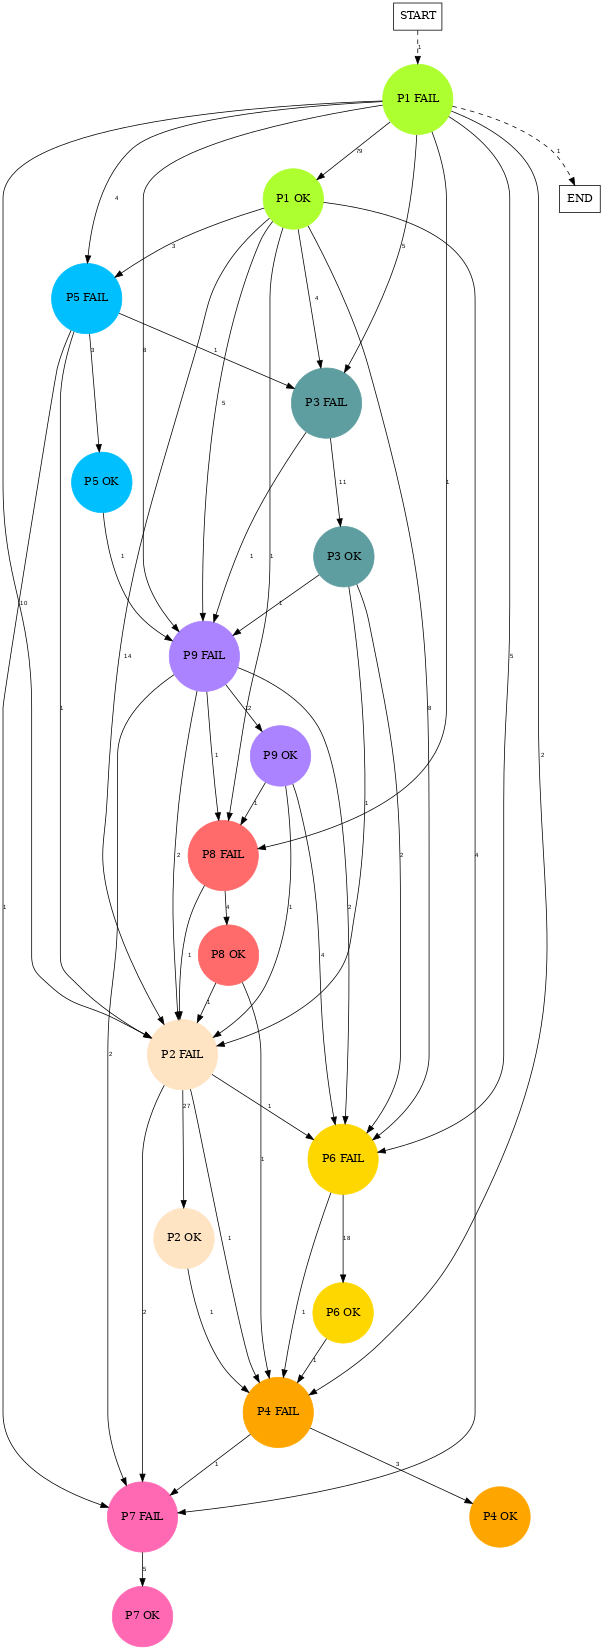 START
1
P1 FAIL
79
1
END
P1 OK
4
5
3
P5 FAIL
4
3
8
1
5
P3 FAIL
P5 OK
11
1
P3 OK
1
1
1
10
1
14
5
P9 FAIL
1
12
8
2
P9 OK
1
1
1
P8 FAIL
2
2
4
1
1
4
2
1
P8 OK
1
4
1
P2 FAIL
2
27
1
1
P6 FAIL
P2 OK
1
18
2
1
1
P6 OK
1
P4 FAIL
1
3
P7 FAIL
P4 OK
5
P7 OK